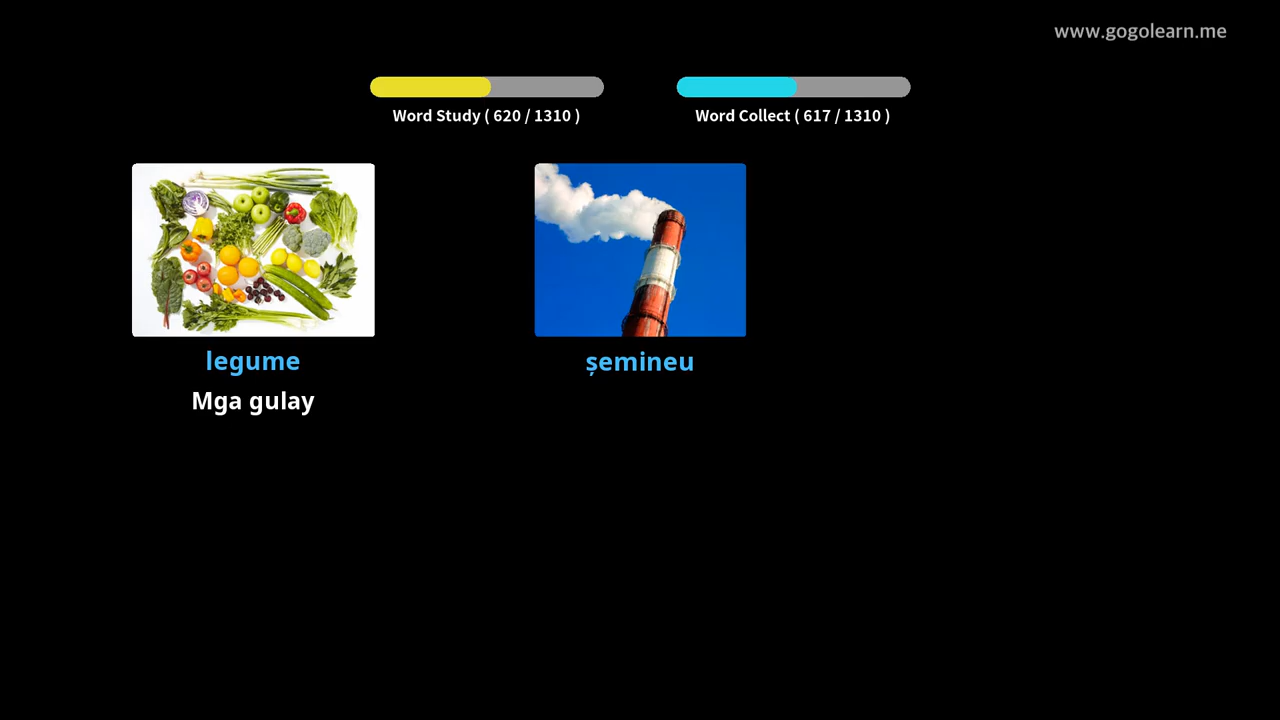 www.gogolearn.me
Word Study ( 620 / 1310 )
Word Collect ( 617 / 1310 )
legume
Mga gulay
șemineu